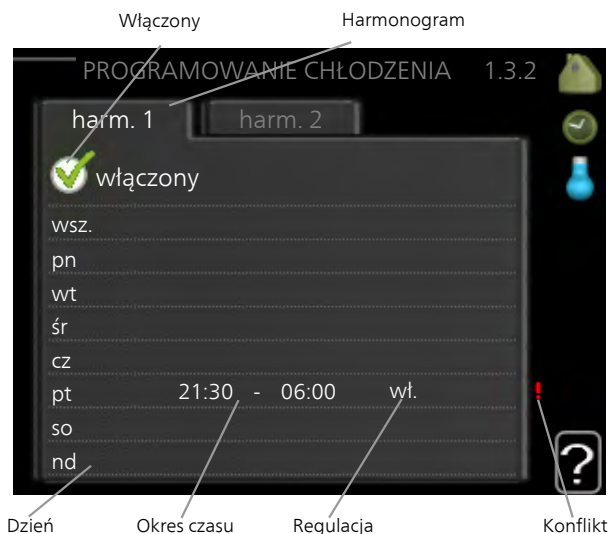 Włączony Harmonogram
PROGRAMOWANIE CHŁODZENIA 1.3.2
harm. 1 harm. 2
włączony
wsz.
pn
wt
śr
cz
pt 21:30 - 06:00 wł. !
so
nd
?
Dzień Okres czasu Regulacja Konflikt